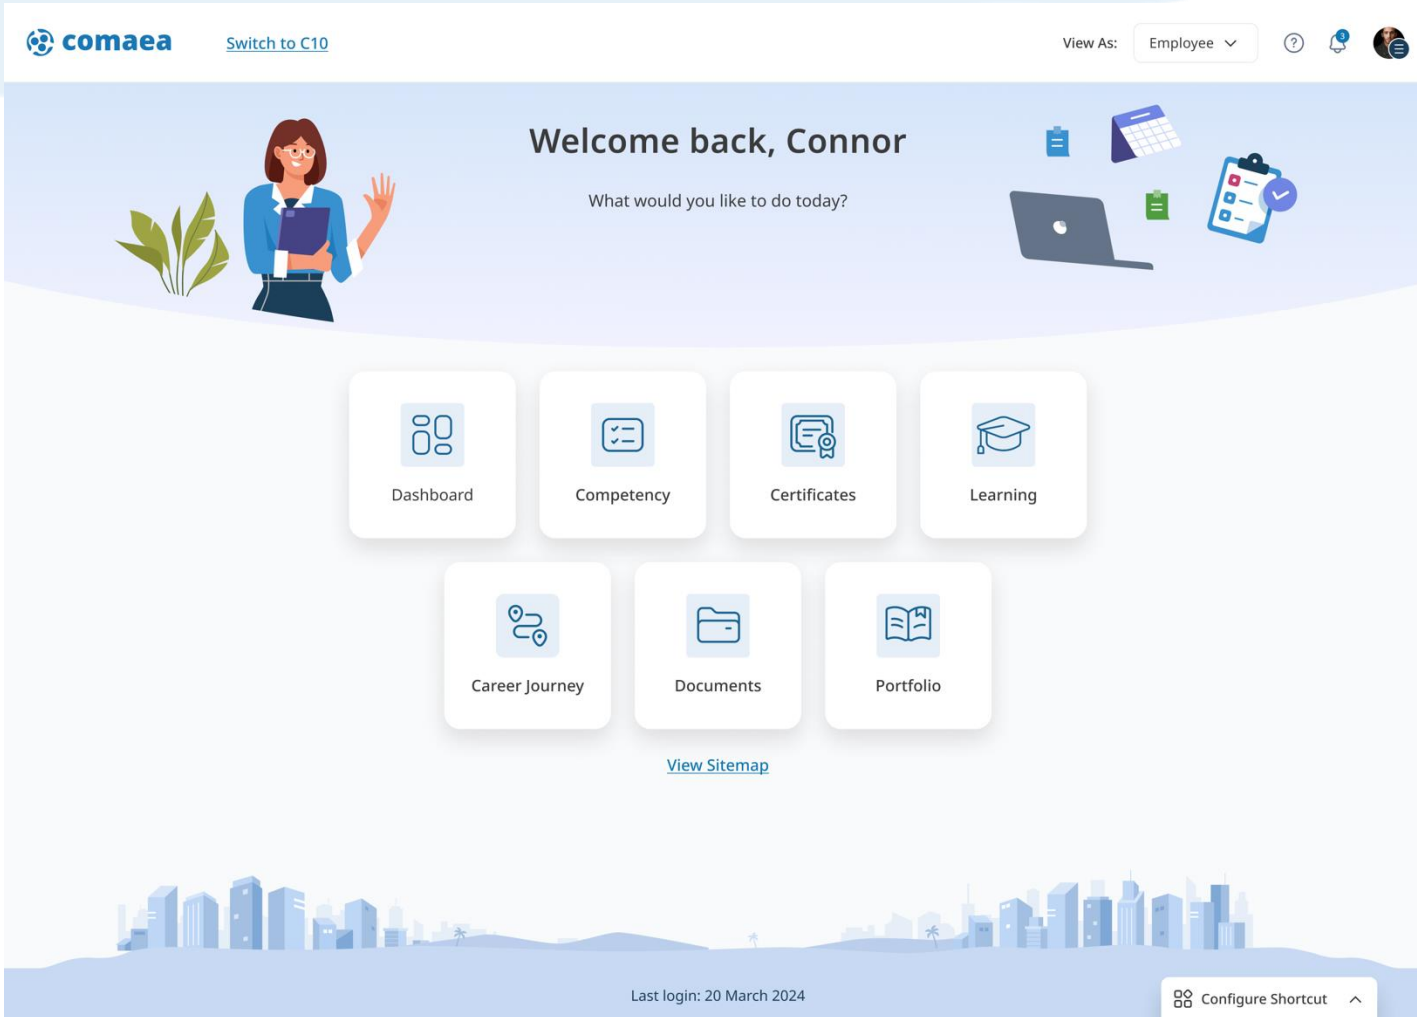 comaea
Switch to C10
View As:
Employee
3
Welcome back, Connor
What would you like to do today?
Dashboard
Competency
Certificates
Learning
Career Journey
Documents
Portfolio
View Sitemap
Last login: 20 March 2024
Configure Shortcut